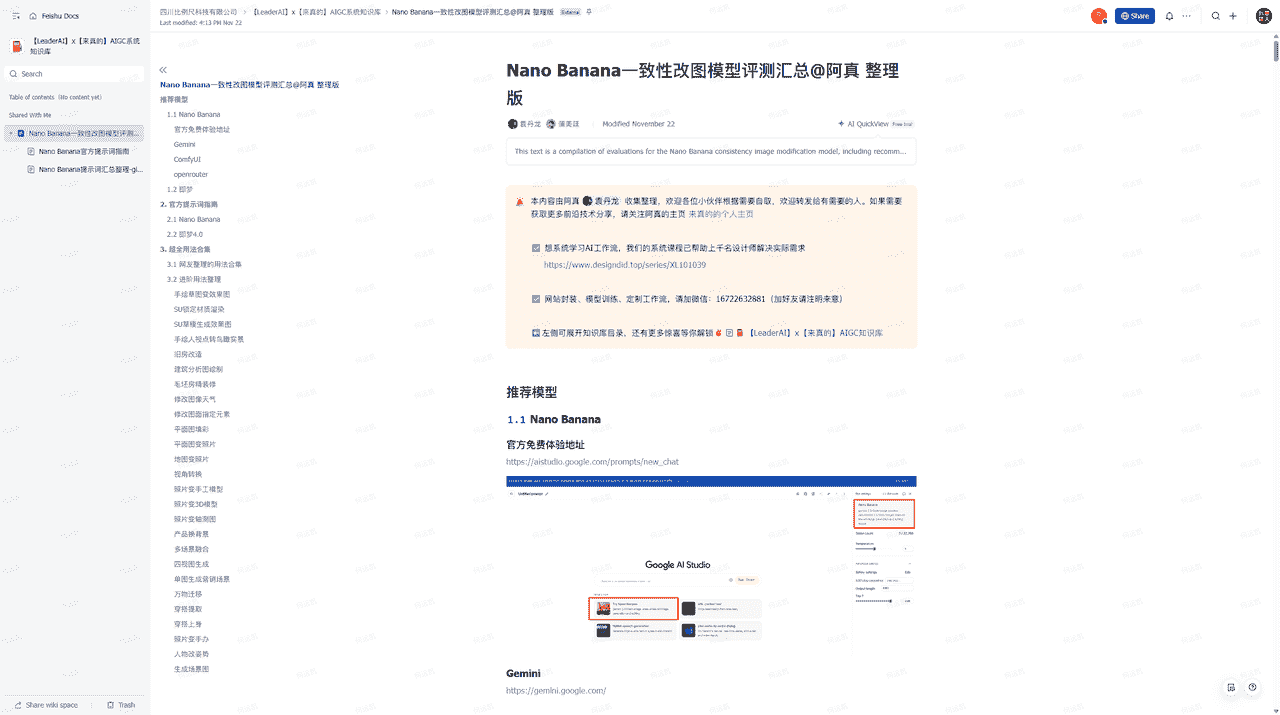 Feishu Docs
【LeaderAI】x【来真的】AIGC系统
知识库
Search
Table of contents (No content yet)
Shared With Me
Nano Banana一致性改图模型评测...
Nano Banana官方提示词指南
Nano Banana提示词汇总整理-gi...
Share wiki space
Trash
四川比例尺科技有限公司 > 【LeaderAI】x【来真的】AIGC系统知识库 > Nano Banana一致性改图模型评测汇总@阿真 整理版 External
Last modified: 4:13 PM Nov 22
Share
Nano Banana一致性改图模型评测汇总@阿真 整理版
推荐模型
1.1 Nano Banana
官方免费体验地址
Gemini
ComfyUI
openrouter
1.2 即梦
2. 官方提示词指南
2.1 Nano Banana
2.2 即梦4.0
3. 超全用法合集
3.1 网友整理的用法合集
3.2 进阶用法整理
手绘草图变效果图
SU锁定材质渲染
SU草模生成效果图
手绘人视点转鸟瞰实景
旧房改造
建筑分析图绘制
毛坯房精装修
修改图像天气
修改图面指定元素
平面图填彩
平面图变照片
地图变照片
视角转换
照片变手工模型
照片变3D模型
照片变轴测图
产品换背景
多场景融合
四视图生成
单图生成营销场景
万物迁移
穿搭提取
穿搭上身
照片变手办
人物改姿势
生成场景图
Nano Banana一致性改图模型评测汇总@阿真 整理
版
袁丹龙
Modified November 22
AI QuickView Free trial
This text is a compilation of evaluations for the Nano Banana consistency image modification model, including recomm...
本内容由阿真 袁丹龙 收集整理，欢迎各位小伙伴根据需要自取，欢迎转发给有需要的人。如果需要
获取更多前沿技术分享，请关注阿真的主页 来真的的个人主页
想系统学习AI工作流，我们的系统课程已帮助上千名设计师解决实际需求
https://www.designdid.top/series/XL101039
网站封装、模型训练、定制工作流，请加微信：16722632881（加好友请注明来意）
左侧可展开知识库目录，还有更多惊喜等你解锁 【LeaderAI】x【来真的】AIGC知识库
推荐模型
1.1 Nano Banana
官方免费体验地址
https://aistudio.google.com/prompts/new_chat
Google AI Studio
Gemini
https://gemini.google.com/